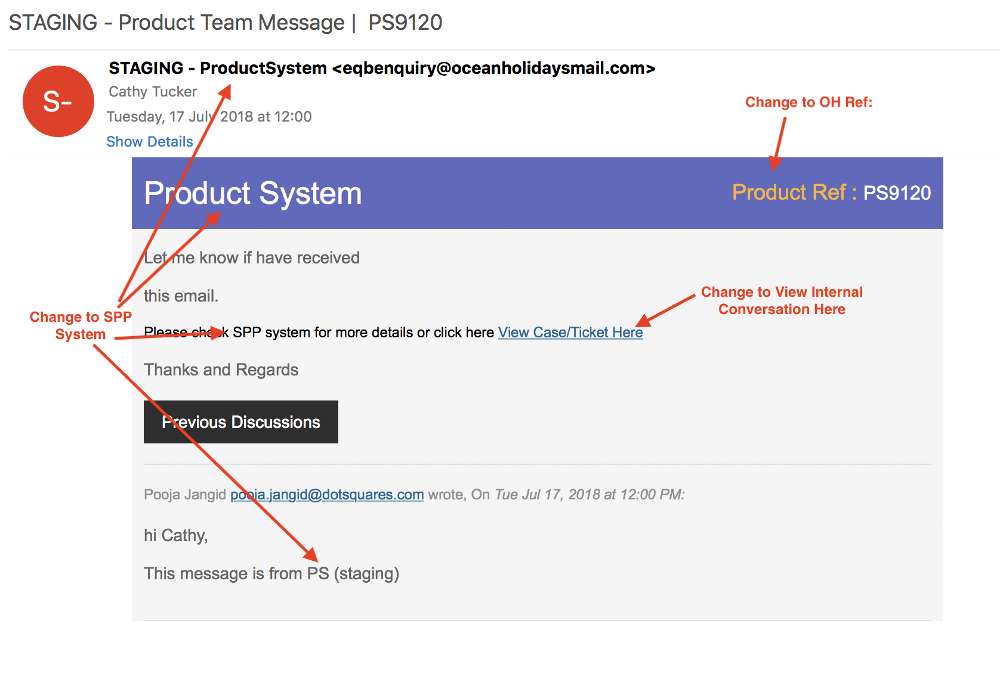 STAGING - Product Team Message | PS9120
STAGING - ProductSystem <eqbenquiry@oceanholidaysmail.com>
S-
Cathy Tucker
Tuesday, 17 July 2018 at 12:00
Show Details
Change to OH Ref:
Product System
Product Ref : PS9120
Let me know if have received
this email.
Change to View Internal
Conversation Here
Change to SPP
System
Please check SPP system for more details or click here View Case/Ticket Here
Thanks and Regards
Previous Discussions
Pooja Jangid pooja.jangid@dotsquares.com wrote, On Tue Jul 17, 2018 at 12:00 PM:
hi Cathy,
This message is from PS (staging)